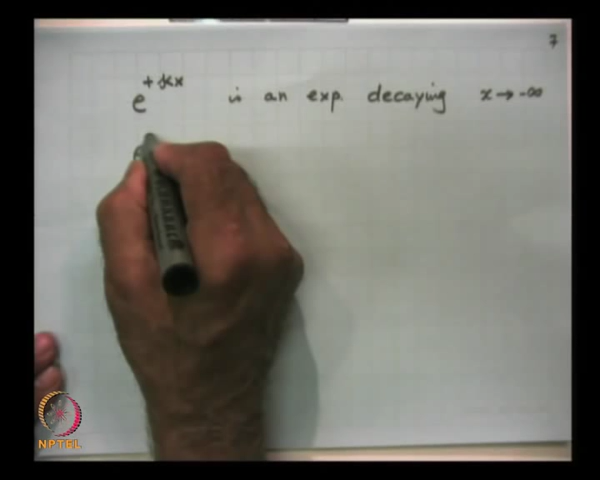 7
e^{+κx} is an exp. decaying x → -∞
NPTEL